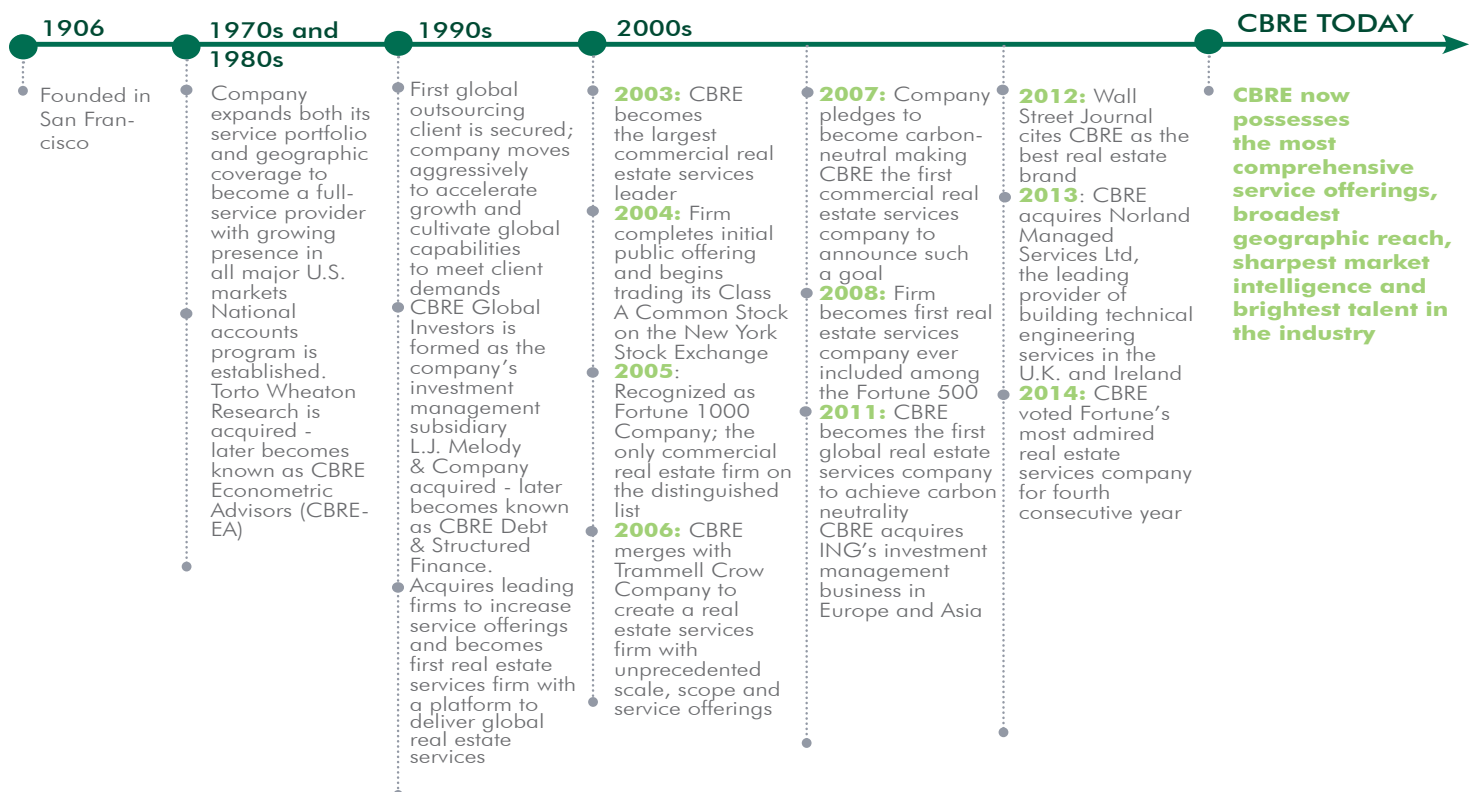 1906
Founded in
San Fran-
cisco
1970s and
1980s
Company
expands both its
service portfolio
and geographic
coverage to
become a full-
service provider
with growing
presence in
all major U.S.
markets
National
accounts
program is
established.
Torto Wheaton
Research is
acquired -
later becomes
known as CBRE
Econometric
Advisors (CBRE-
EA)
1990s
First global
outsourcing
client is secured;
company moves
aggressively
to accelerate
growth and
cultivate global
capabilities
to meet client
demands
CBRE Global
Investors is
formed as the
company's
investment
management
subsidiary
L.J. Melody
& Company
acquired - later
becomes known
as CBRE Debt
& Structured
Finance.
Acquires leading
firms to increase
service offerings
and becomes
first real estate
services firm with
a platform to
deliver global
real estate
services
2000s
2003: CBRE
becomes
the largest
commercial real
estate services
leader
2004: Firm
completes initial
public offering
and begins
trading its Class
A Common Stock
on the New York
Stock Exchange
2005:
Recognized as
Fortune 1000
Company; the
only commercial
real estate firm on
the distinguished
list
2006: CBRE
merges with
Trammell Crow
Company to
create a real
estate services
firm with
unprecedented
scale, scope and
service offerings
2007: Company
pledges to
become carbon-
neutral making
CBRE the first
commercial real
estate services
company to
announce such
a goal
2008: Firm
becomes first real
estate services
company ever
included among
the Fortune 500
2011: CBRE
becomes the first
global real estate
services company
to achieve carbon
neutrality
CBRE acquires
ING's investment
management
business in
Europe and Asia
2012: Wall
Street Journal
cites CBRE as the
best real estate
brand
2013: CBRE
acquires Norland
Managed
Services Ltd,
the leading
provider of
building technical
engineering
services in the
U.K. and Ireland
2014: CBRE
voted Fortune's
most admired
real estate
services company
for fourth
consecutive year
CBRE TODAY
CBRE now
possesses
the most
comprehensive
service offerings,
broadest
geographic reach,
sharpest market
intelligence and
brightest talent in
the industry